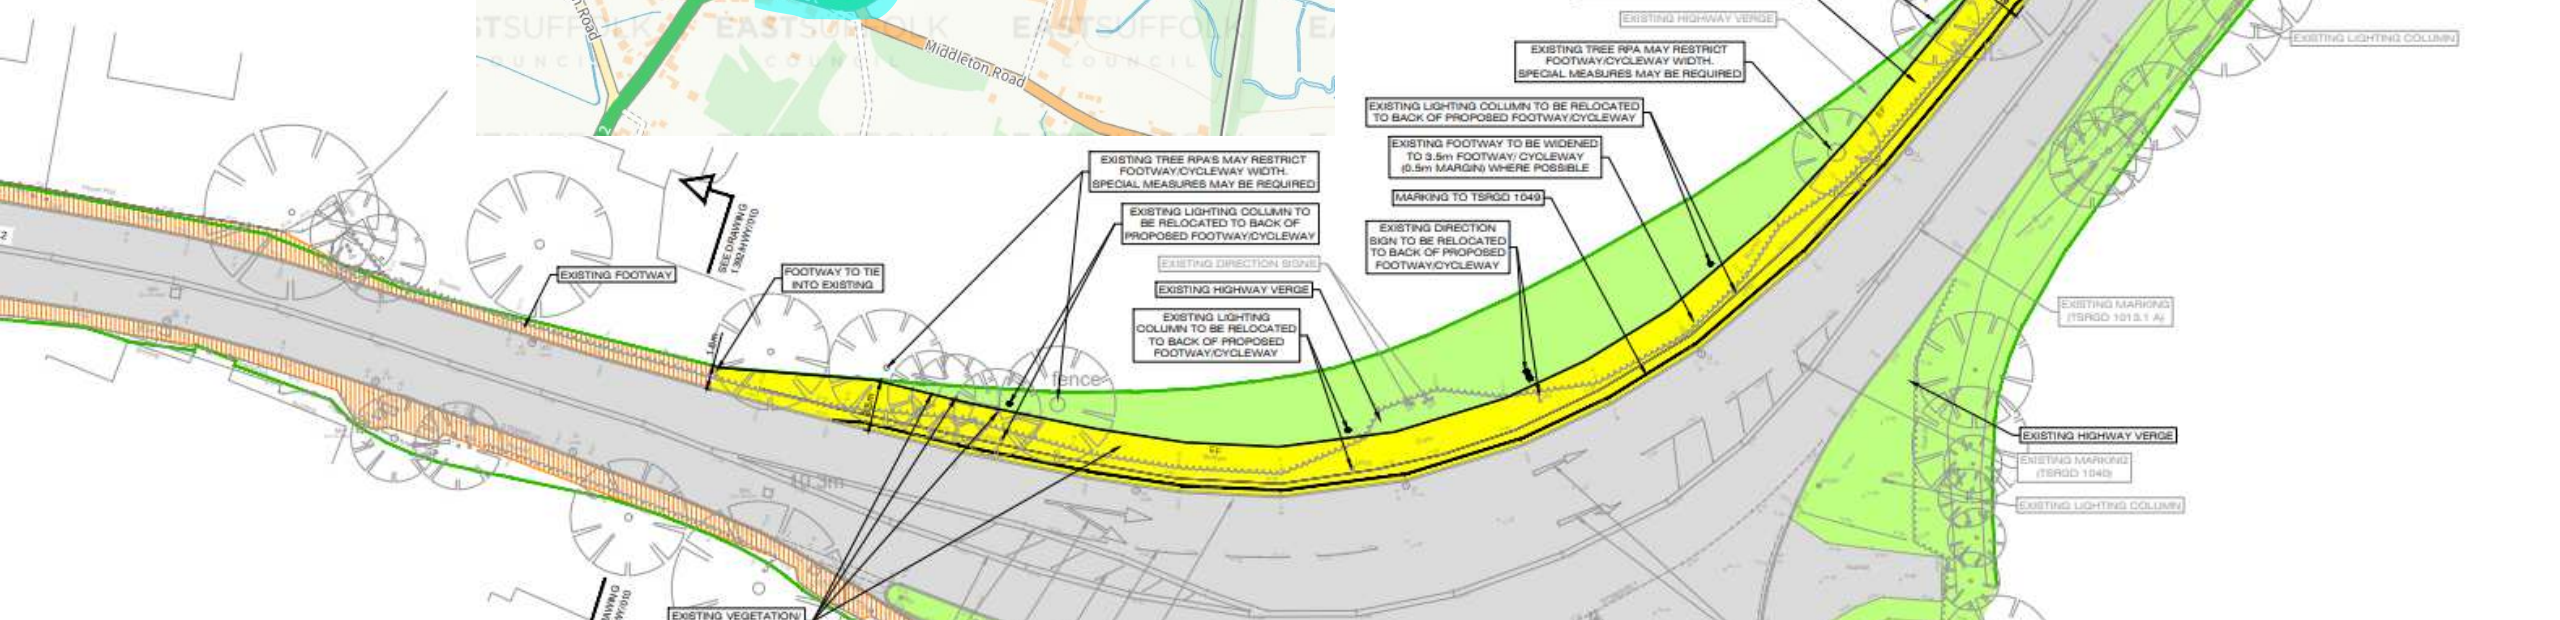 EASTSUFFOLK
COUNCIL
Middleton Road
EXISTING HIGHWAY VERGE
EXISTING LIGHTING COLUMN
EXISTING TREE RPA MAY RESTRICT
FOOTWAY/CYCLEWAY WIDTH.
SPECIAL MEASURES MAY BE REQUIRED
EXISTING LIGHTING COLUMN TO BE RELOCATED
TO BACK OF PROPOSED FOOTWAY/CYCLEWAY
EXISTING FOOTWAY TO BE WIDENED
TO 3.5m FOOTWAY/ CYCLEWAY
(0.5m MARGIN) WHERE POSSIBLE
MARKING TO TSRGD 1049
EXISTING DIRECTION
SIGN TO BE RELOCATED
TO BACK OF PROPOSED
FOOTWAY/CYCLEWAY
EXISTING TREE RPA'S MAY RESTRICT
FOOTWAY/CYCLEWAY WIDTH.
SPECIAL MEASURES MAY BE REQUIRED
EXISTING LIGHTING COLUMN TO
BE RELOCATED TO BACK OF
PROPOSED FOOTWAY/CYCLEWAY
EXISTING DIRECTION SIGNS
EXISTING HIGHWAY VERGE
EXISTING LIGHTING
COLUMN TO BE RELOCATED
TO BACK OF PROPOSED
FOOTWAY/CYCLEWAY
SEE DRAWING
1392/HWY/010
EXISTING FOOTWAY
FOOTWAY TO TIE
INTO EXISTING
fence
10.3m
EXISTING MARKING
(TSRGD 1013.1 A)
EXISTING HIGHWAY VERGE
EXISTING MARKING
(TSRGD 1040)
EXISTING LIGHTING COLUMN
EXISTING VEGETATION/